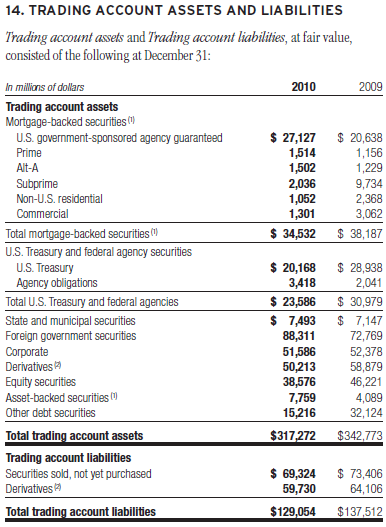 14. TRADING ACCOUNT ASSETS AND LIABILITIES
Trading account assets and Trading account liabilities, at fair value,
consisted of the following at December 31:
In millions of dollars 2010 2009
Trading account assets
Mortgage-backed securities (1)
U.S. government-sponsored agency guaranteed $ 27,127 $ 20,638
Prime 1,514 1,156
Alt-A 1,502 1,229
Subprime 2,036 9,734
Non-U.S. residential 1,052 2,368
Commercial 1,301 3,062
Total mortgage-backed securities (1) $ 34,532 $ 38,187
U.S. Treasury and federal agency securities
U.S. Treasury $ 20,168 $ 28,938
Agency obligations 3,418 2,041
Total U.S. Treasury and federal agencies $ 23,586 $ 30,979
State and municipal securities $ 7,493 $ 7,147
Foreign government securities 88,311 72,769
Corporate 51,586 52,378
Derivatives (2) 50,213 58,879
Equity securities 38,576 46,221
Asset-backed securities (1) 7,759 4,089
Other debt securities 15,216 32,124
Total trading account assets $317,272 $342,773
Trading account liabilities
Securities sold, not yet purchased $ 69,324 $ 73,406
Derivatives (2) 59,730 64,106
Total trading account liabilities $129,054 $137,512